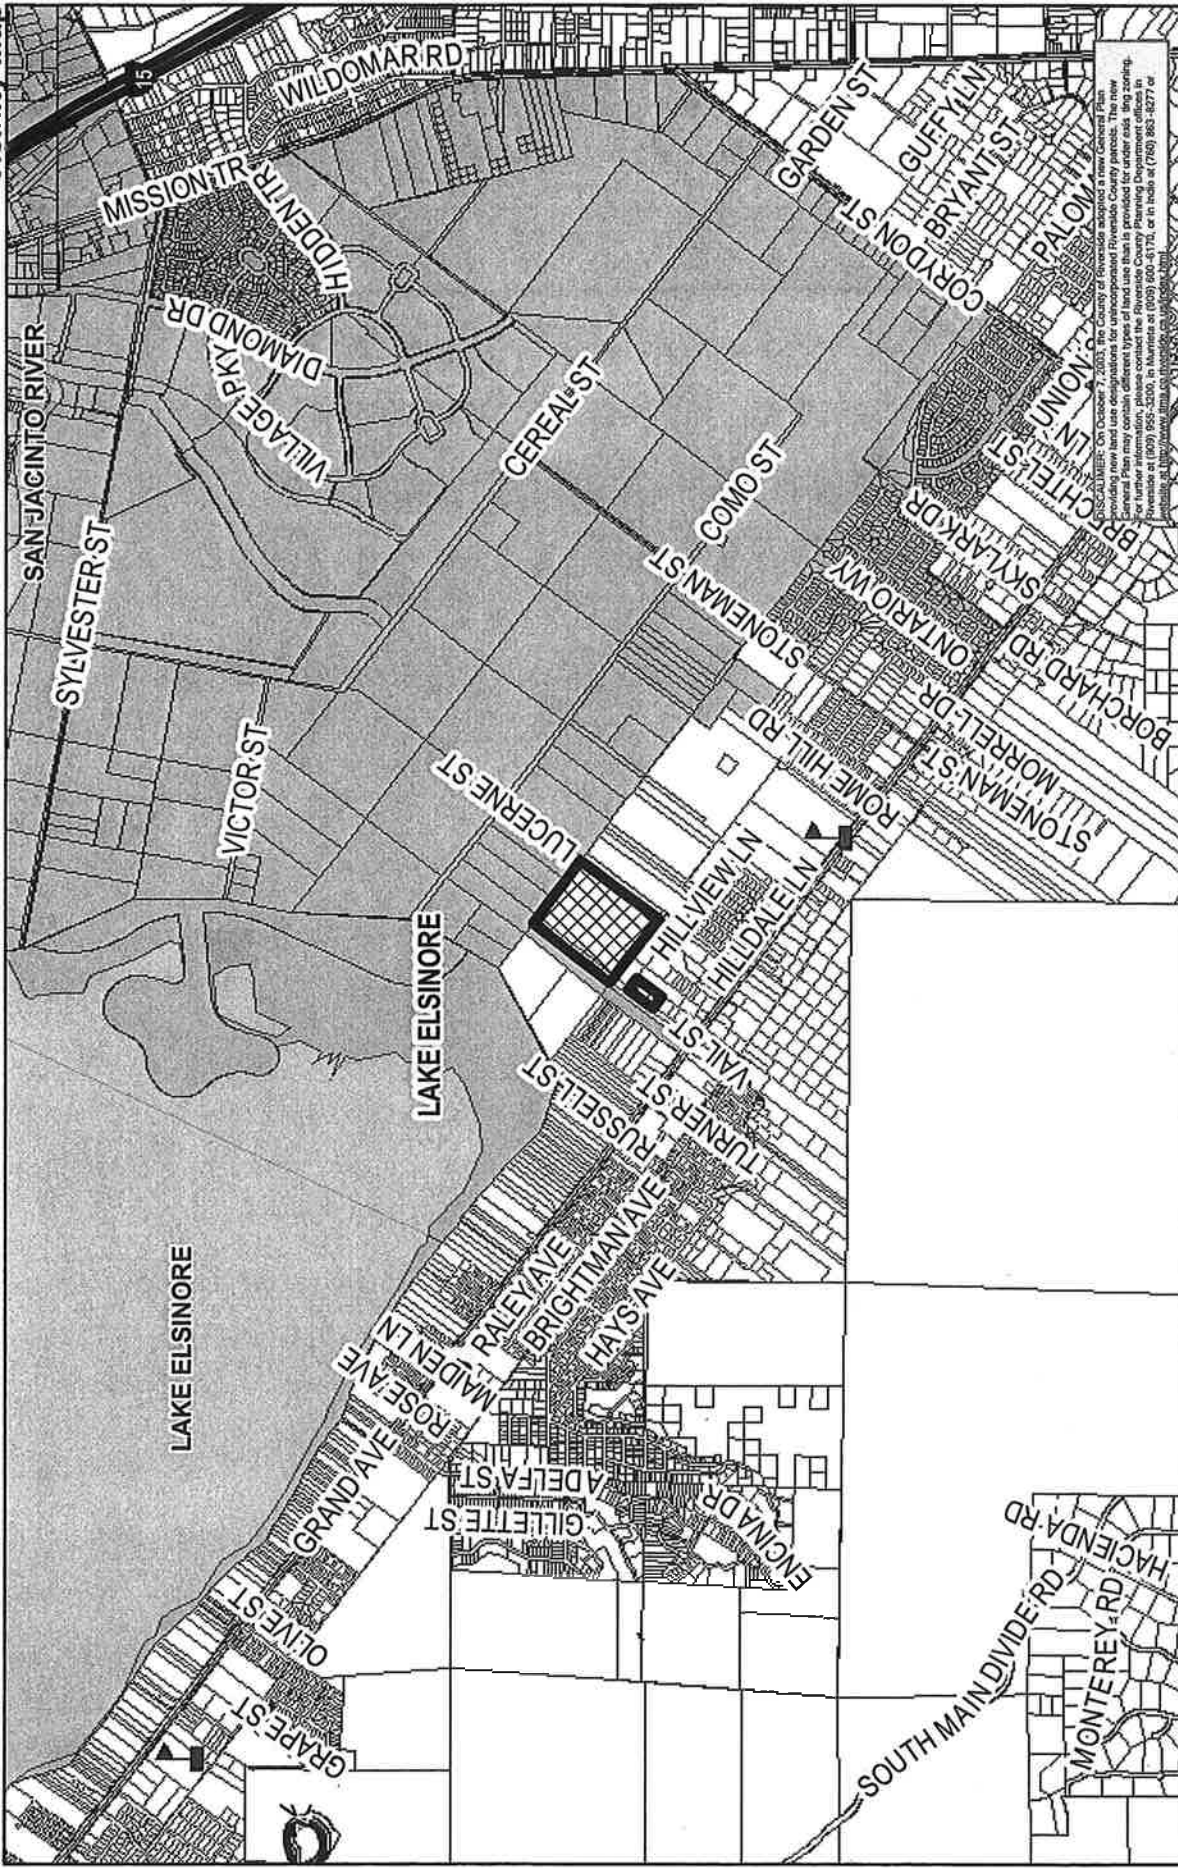 SAN JACINTO RIVER
15
MISSION TR
WILDOMAR RD
HIDDEN TR
DIAMOND DR
VILLAGE PKY
SYLVESTER ST
VICTOR ST
CEREAL ST
COMO ST
STONEMAN ST
LUCERNE ST
LAKE ELSINORE
LAKE ELSINORE
GARDEN ST
GUFFY LN
BRYANT ST
CORYDON ST
PALOMA
UNION
LN
SKYLARK DR
ONTARIO WY
STONEMAN ST
MORRELL DR
BORCHARD RD
STONEMAN ST
ROME HILL RD
HILLVIEW LN
HILLDALE LN
VAIL ST
TURNER ST
RUSSELL ST
RALEY AVE
BRIGHTMAN AVE
HAYS AVE
MAIDEN LN
ROSE AVE
GRAND AVE
ADELFA ST
GILLETTE ST
ENCINA DR
OLIVE ST
GRAPE ST
SOUTH MAIN DIVIDE RD
HACIENDA RD
MONTEREY RD
DISCALIMER: On October 7, 2003, the County of Riverside adopted a new General Plan
providing new land use designations for unincorporated Riverside County parcels. The new
General Plan may contain different types of land use than is provided for under existing zoning.
For further information, please contact the Riverside County Planning Department offices in
Riverside at (909) 955-3200, in Murrieta at (909) 600-6170, or in Indio at (760) 863-8277 or
website at